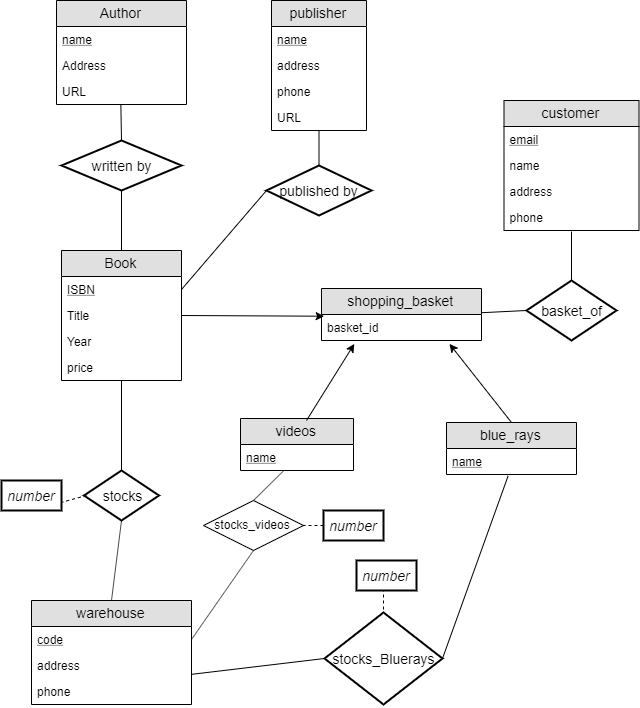 Author
name
Address
URL
publisher
name
address
phone
URL
customer
email
name
address
phone
written by
published by
Book
ISBN
Title
Year
price
shopping_basket
basket_id
basket_of
videos
name
blue_rays
name
number
stocks
stocks_videos
number
number
warehouse
code
address
phone
stocks_Bluerays